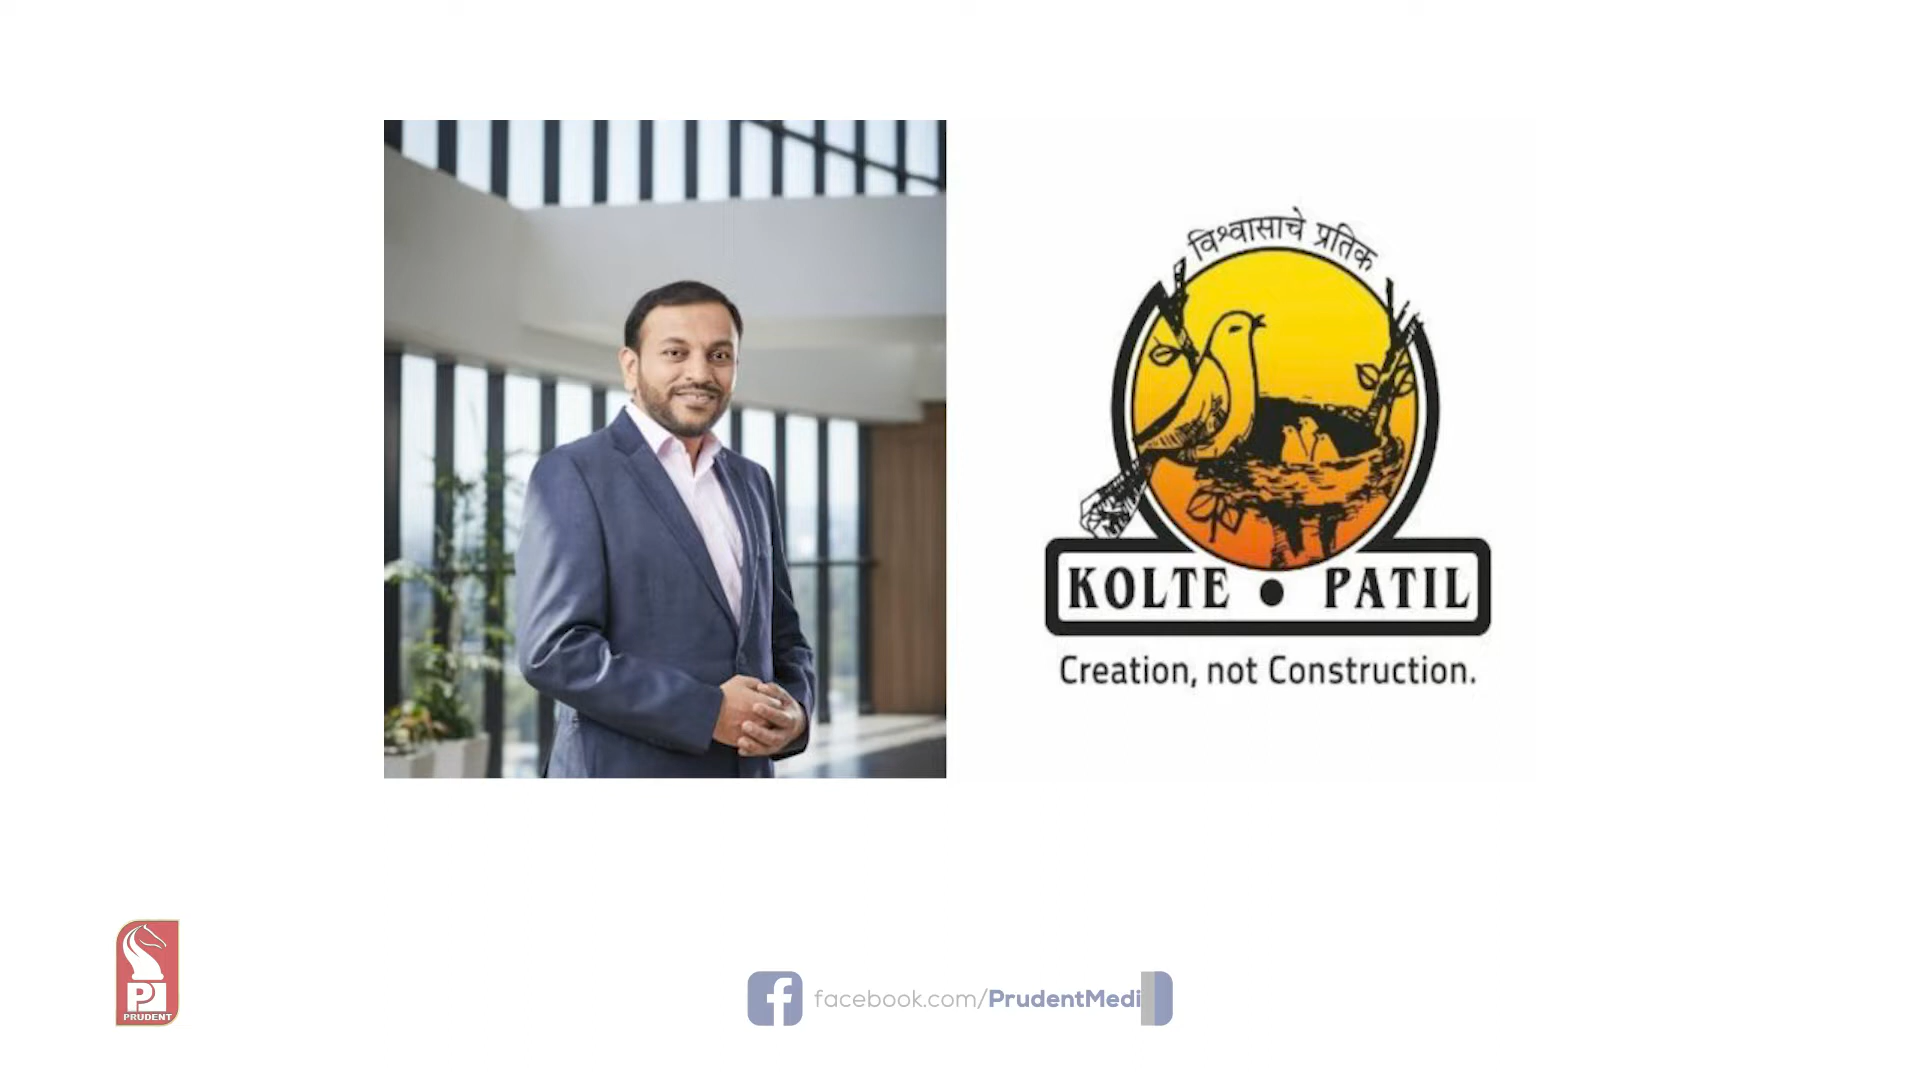 विश्वासाचे प्रतिक
KOLTE • PATIL
Creation, not Construction.
PRUDENT
facebook.com/PrudentMedi